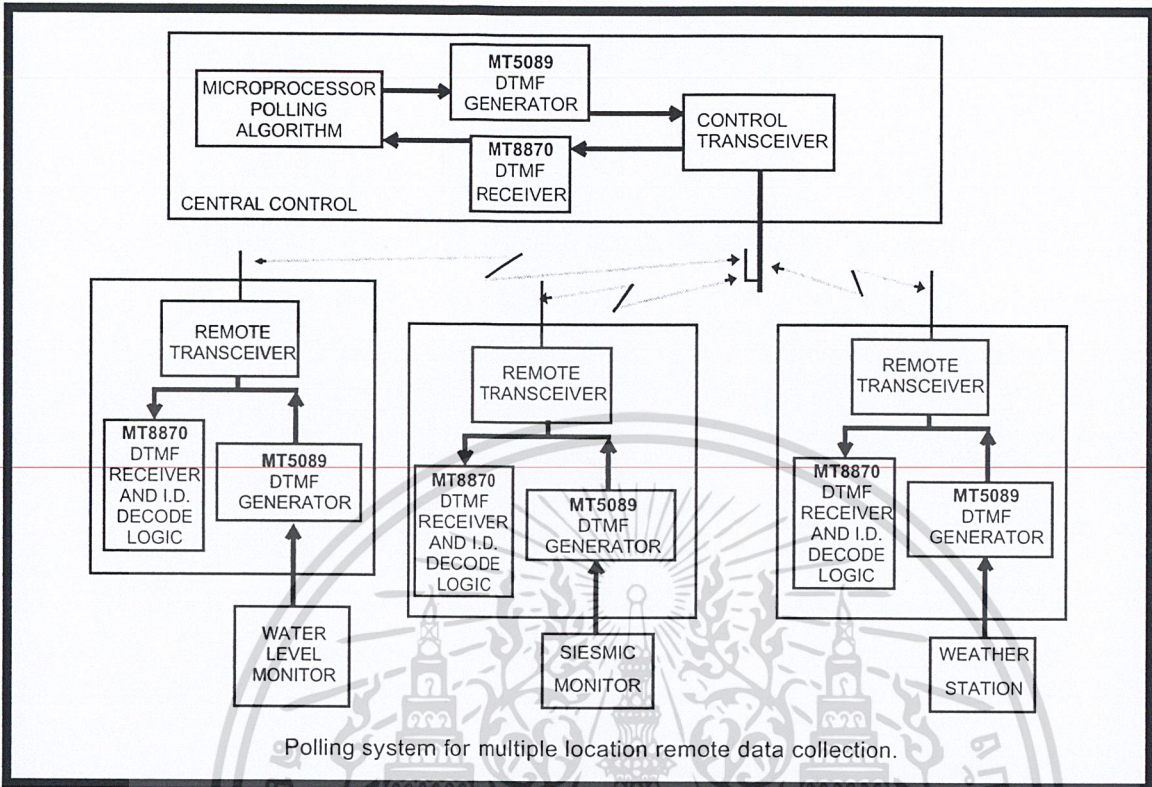 MT5089
DTMF
GENERATOR
MICROPROCESSOR
POLLING
ALGORITHM
CONTROL
TRANSCEIVER
MT8870
DTMF
RECEIVER
CENTRAL CONTROL
REMOTE
TRANSCEIVER
MT8870
DTMF
RECEIVER
AND I.D.
DECODE
LOGIC
MT5089
DTMF
GENERATOR
WATER
LEVEL
MONITOR
REMOTE
TRANSCEIVER
MT8870
DTMF
RECEIVER
AND I.D.
DECODE
LOGIC
MT5089
DTMF
GENERATOR
SIESMIC
MONITOR
REMOTE
TRANSCEIVER
MT8870
DTMF
RECEIVER
AND I.D.
DECODE
LOGIC
MT5089
DTMF
GENERATOR
WEATHER
STATION
Polling system for multiple location remote data collection.